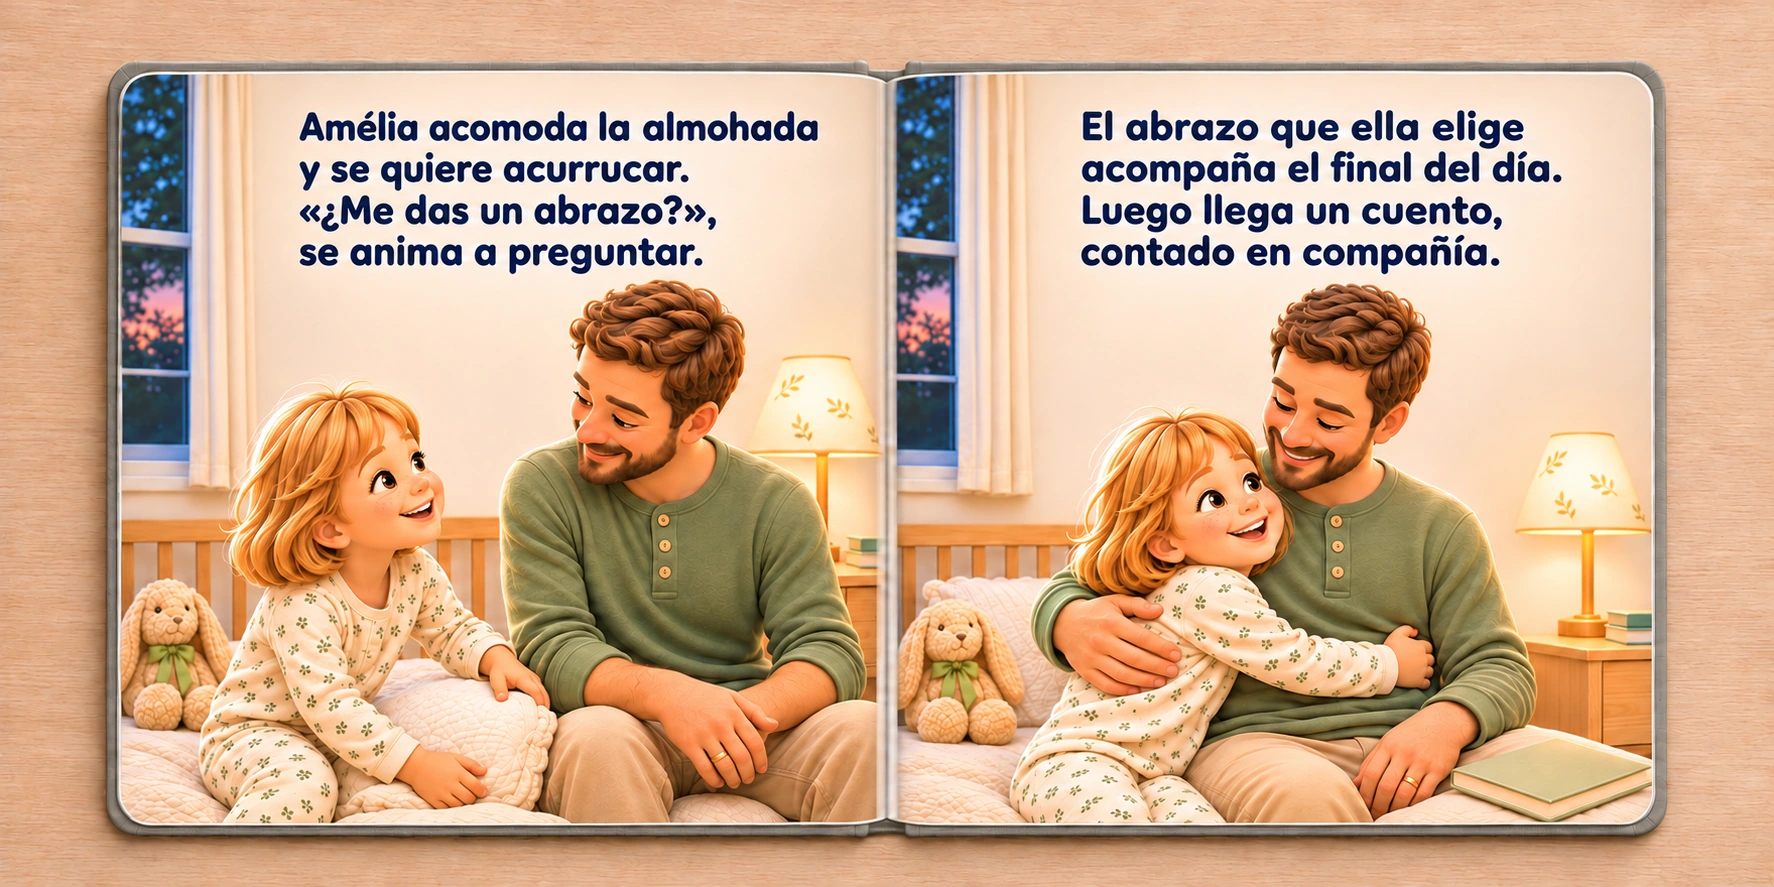 Amélia acomoda la almohada
y se quiere acurrucar.
«¿Me das un abrazo?»,
se anima a preguntar.
El abrazo que ella elige
acompaña el final del día.
Luego llega un cuento,
contado en compañía.